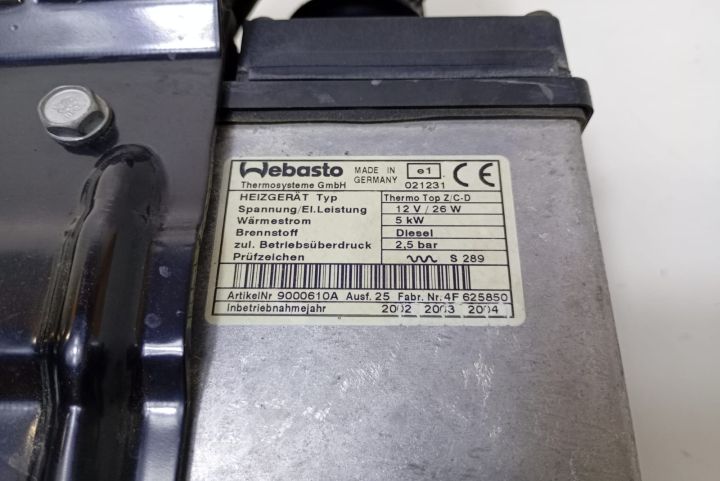 Webasto
Thermosysteme GmbH
MADE IN
GERMANY
e1
021231
CE
HEIZGERÄT Typ Thermo Top Z/C-D
Spannung/El.Leistung 12 V / 26 W
Wärmestrom 5 kW
Brennstoff Diesel
zul. Betriebsüberdruck 2,5 bar
Prüfzeichen S 289
ArtikelNr 9000610A Ausf. 25 Fabr. Nr. 4F 625850
Inbetriebnahmejahr 2002 2003 2004